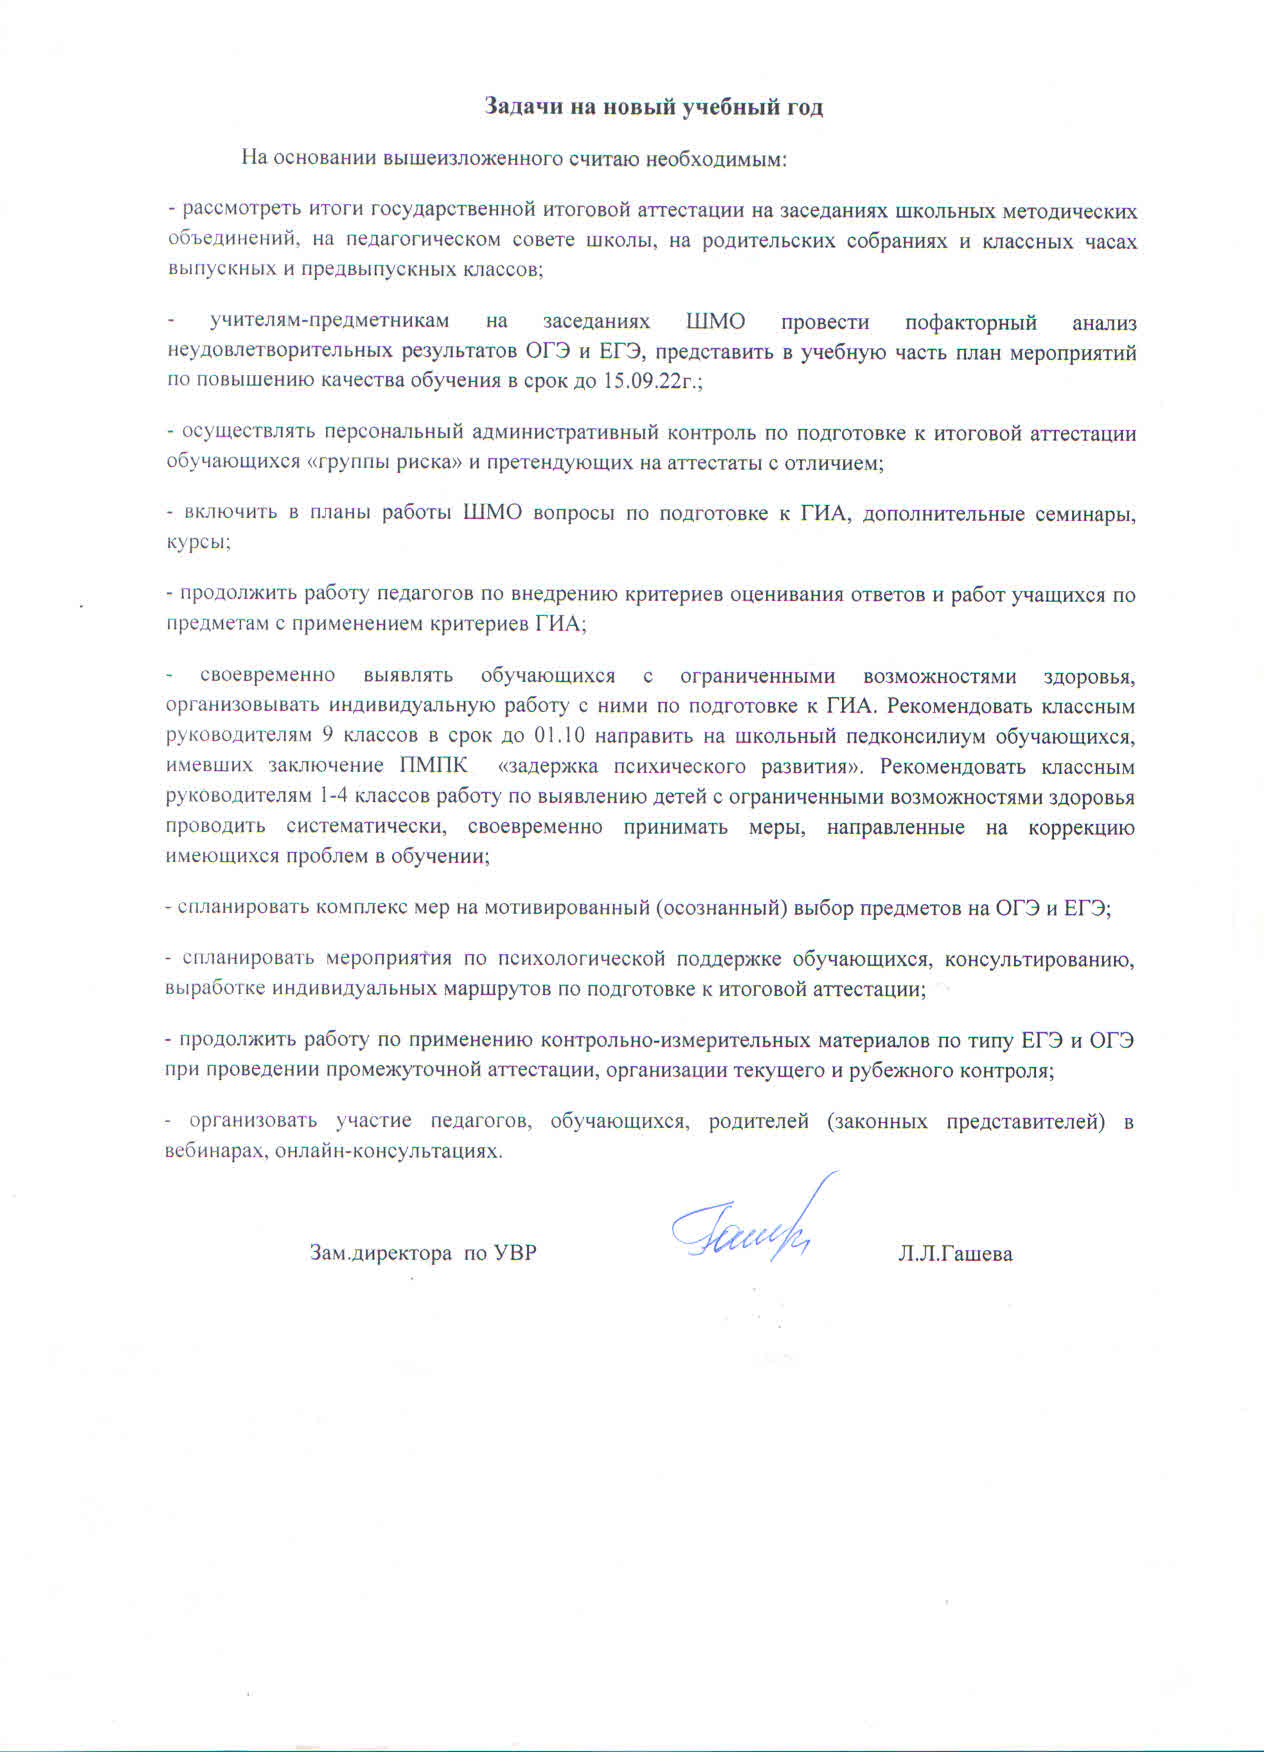 Задачи на новый учебный год
На основании вышеизложенного считаю необходимым:
- рассмотреть итоги государственной итоговой аттестации на заседаниях школьных методических
объединений, на педагогическом совете школы, на родительских собраниях и классных часах
выпускных и предвыпускных классов;
- учителям-предметникам на заседаниях ШМО провести пофакторный анализ
неудовлетворительных результатов ОГЭ и ЕГЭ, представить в учебную часть план мероприятий
по повышению качества обучения в срок до 15.09.22г.;
- осуществлять персональный административный контроль по подготовке к итоговой аттестации
обучающихся «группы риска» и претендующих на аттестаты с отличием;
- включить в планы работы ШМО вопросы по подготовке к ГИА, дополнительные семинары,
курсы;
- продолжить работу педагогов по внедрению критериев оценивания ответов и работ учащихся по
предметам с применением критериев ГИА;
- своевременно выявлять обучающихся с ограниченными возможностями здоровья,
организовывать индивидуальную работу с ними по подготовке к ГИА. Рекомендовать классным
руководителям 9 классов в срок до 01.10 направить на школьный педконсилиум обучающихся,
имевших заключение ПМПК «задержка психического развития». Рекомендовать классным
руководителям 1-4 классов работу по выявлению детей с ограниченными возможностями здоровья
проводить систематически, своевременно принимать меры, направленные на коррекцию
имеющихся проблем в обучении;
- спланировать комплекс мер на мотивированный (осознанный) выбор предметов на ОГЭ и ЕГЭ;
- спланировать мероприятия по психологической поддержке обучающихся, консультированию,
выработке индивидуальных маршрутов по подготовке к итоговой аттестации;
- продолжить работу по применению контрольно-измерительных материалов по типу ЕГЭ и ОГЭ
при проведении промежуточной аттестации, организации текущего и рубежного контроля;
- организовать участие педагогов, обучающихся, родителей (законных представителей) в
вебинарах, онлайн-консультациях.
Зам.директора по УВР Л.Л.Гашева